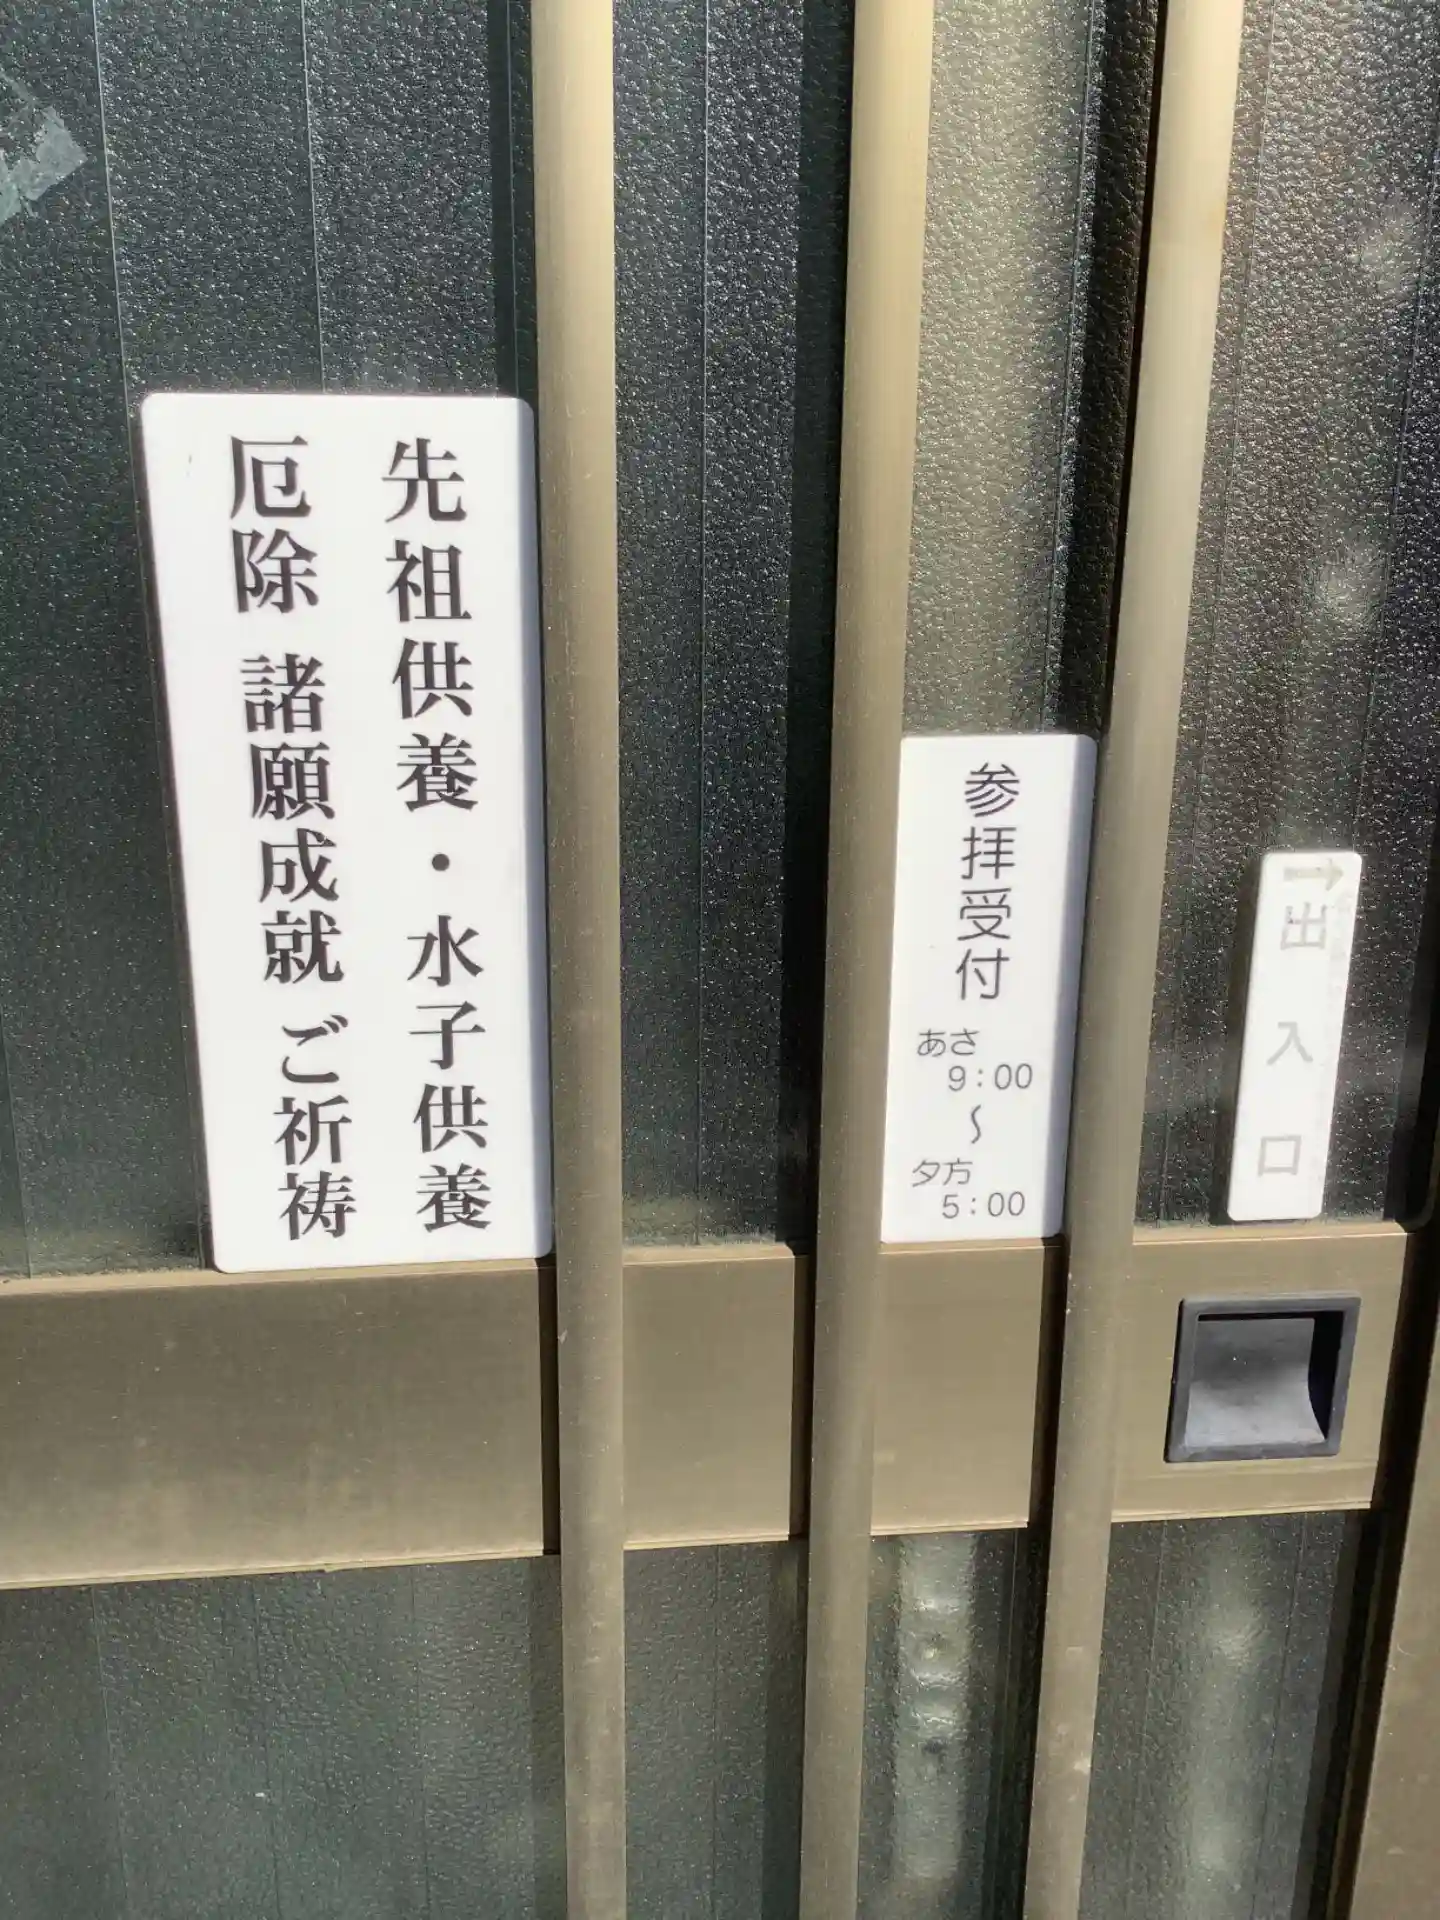 先祖供養・水子供養
厄除 諸願成就 ご祈祷
参拝受付
あさ
9:00
〜
夕方
5:00
→
出入口